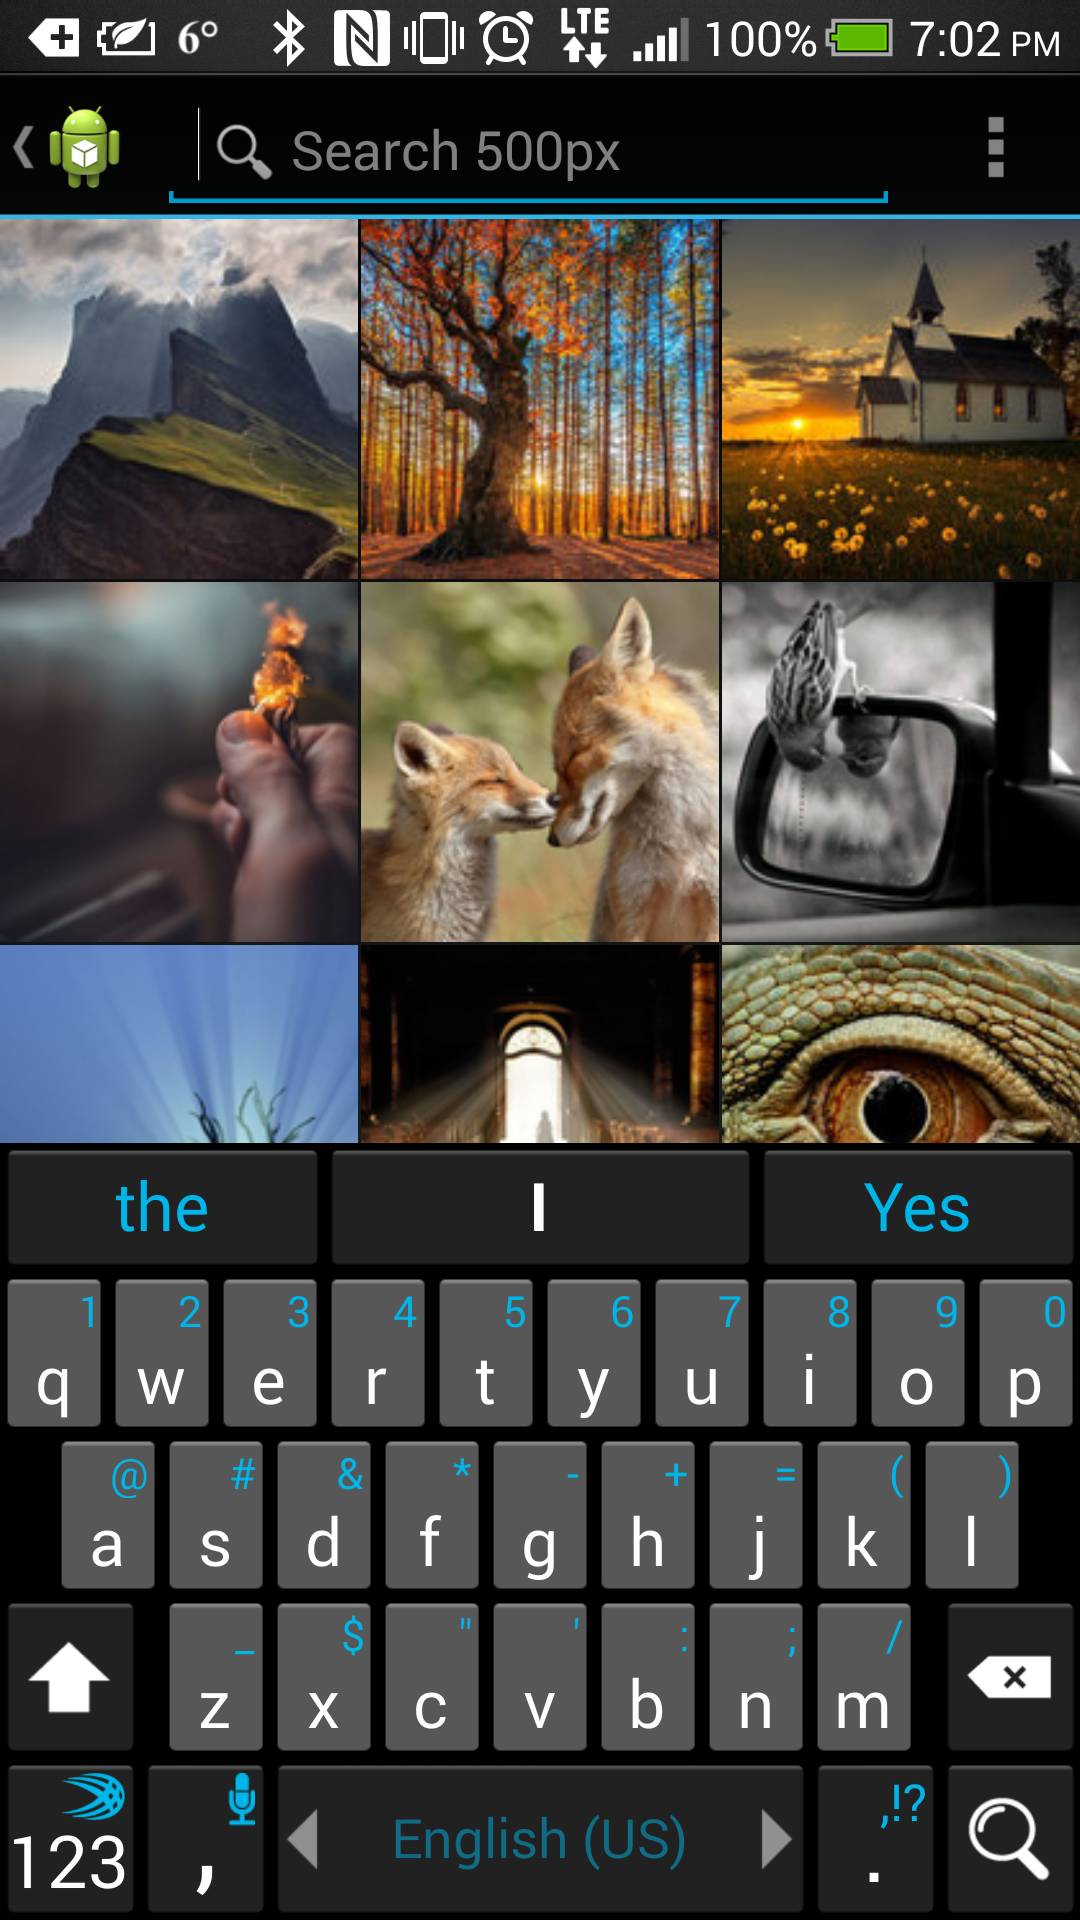 6° LTE 100% 7:02 PM
Search 500px
the I Yes
1 2 3 4 5 6 7 8 9 0
q w e r t y u i o p
@ # & * - + = ( )
a s d f g h j k l
_ $ " ' : ; /
z x c v b n m
,!?
123 , English (US) .